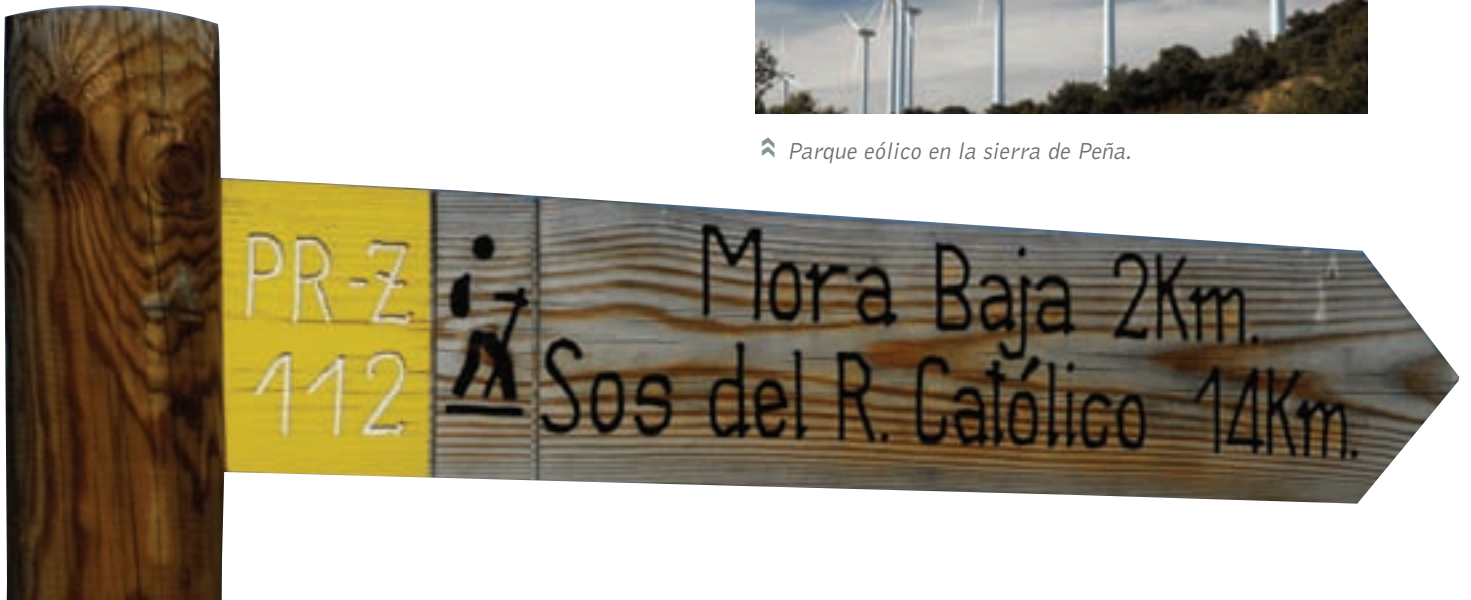 Parque eólico en la sierra de Peña.
PR-Z
112
Mora Baja 2Km.
Sos del R. Católico 14Km.